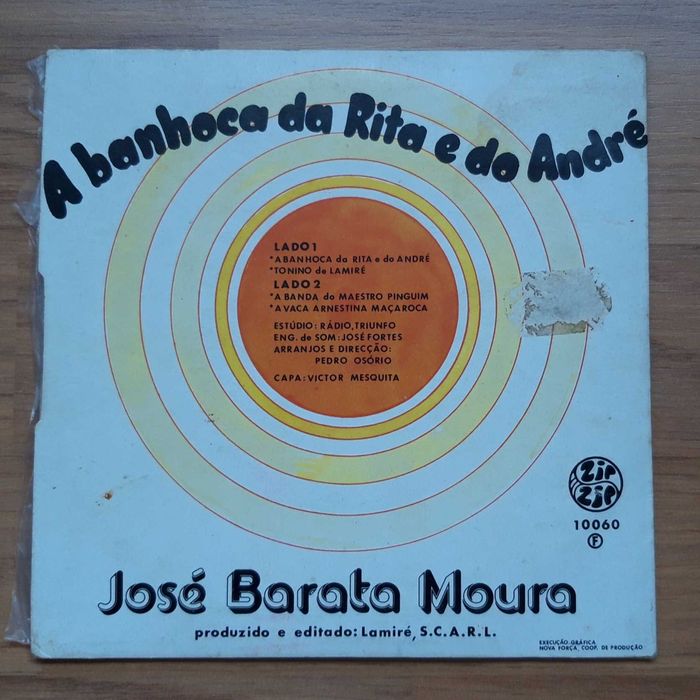 A banhoca da Rita e do André
LADO 1
*A BANHOCA da RITA e do ANDRÉ
*TONINO de LAMIRÉ
LADO 2
*A BANDA do MAESTRO PINGUIM
*A VACA ARNESTINA MAÇAROCA
ESTÚDIO: RÁDIO, TRIUNFO
ENG. de SOM: JOSÉ FORTES
ARRANJOS E DIRECÇÃO:
PEDRO OSÓRIO
CAPA: VICTOR MESQUITA
ZIP
ZIP
10060
F
José Barata Moura
produzido e editado: Lamiré, S.C.A.R.L.
EXECUÇÃO GRÁFICA
NOVA FORÇA, COOP. DE PRODUÇÃO